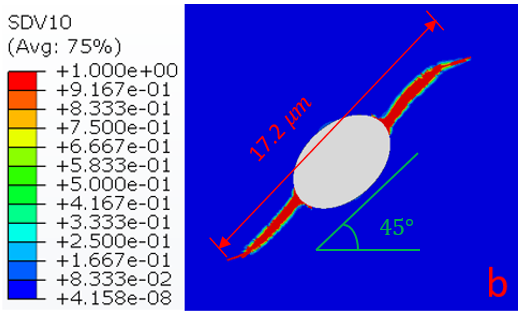 SDV10
(Avg: 75%)
+1.000e+00
+9.167e-01
+8.333e-01
+7.500e-01
+6.667e-01
+5.833e-01
+5.000e-01
+4.167e-01
+3.333e-01
+2.500e-01
+1.667e-01
+8.333e-02
+4.158e-08
17.2 μm
45°
b